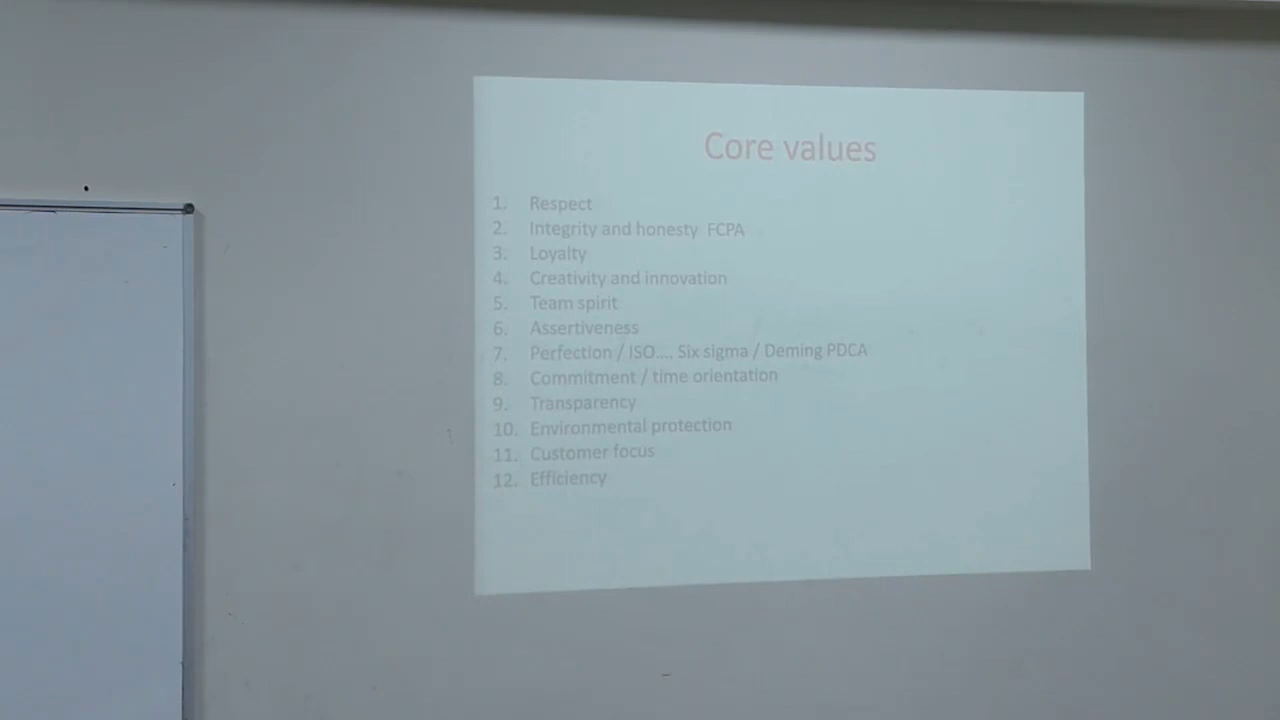 Core values
1. Respect
2. Integrity and honesty FCPA
3. Loyalty
4. Creativity and innovation
5. Team spirit
6. Assertiveness
7. Perfection / ISO.... Six sigma / Deming PDCA
8. Commitment / time orientation
9. Transparency
10. Environmental protection
11. Customer focus
12. Efficiency